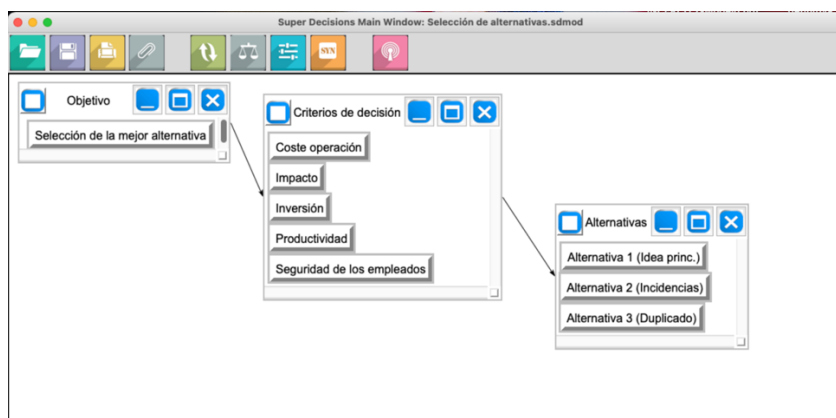 Super Decisions Main Window: Selección de alternativas.sdmod
SYN
Objetivo
Selección de la mejor alternativa
Criterios de decisión
Coste operación
Impacto
Inversión
Productividad
Seguridad de los empleados
Alternativas
Alternativa 1 (Idea princ.)
Alternativa 2 (Incidencias)
Alternativa 3 (Duplicado)